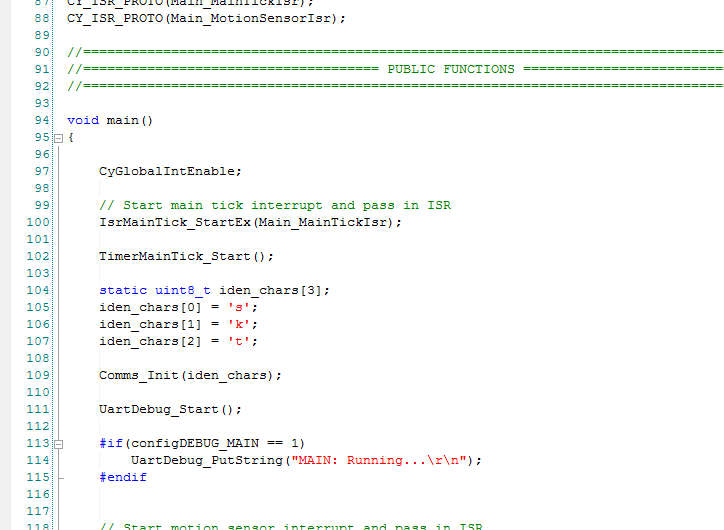 87 CY_ISR_PROTO(Main_MainTickIsr);
88 CY_ISR_PROTO(Main_MotionSensorIsr);
89
90 //================================================================================
91 //===================================== PUBLIC FUNCTIONS =========================
92 //================================================================================
93
94 void main()
95 {
96
97 CyGlobalIntEnable;
98
99 // Start main tick interrupt and pass in ISR
100 IsrMainTick_StartEx(Main_MainTickIsr);
101
102 TimerMainTick_Start();
103
104 static uint8_t iden_chars[3];
105 iden_chars[0] = 's';
106 iden_chars[1] = 'k';
107 iden_chars[2] = 't';
108
109 Comms_Init(iden_chars);
110
111 UartDebug_Start();
112
113 #if(configDEBUG_MAIN == 1)
114 UartDebug_PutString("MAIN: Running...\r\n");
115 #endif
116
117
118 // Start motion sensor interrupt and pass in ISR